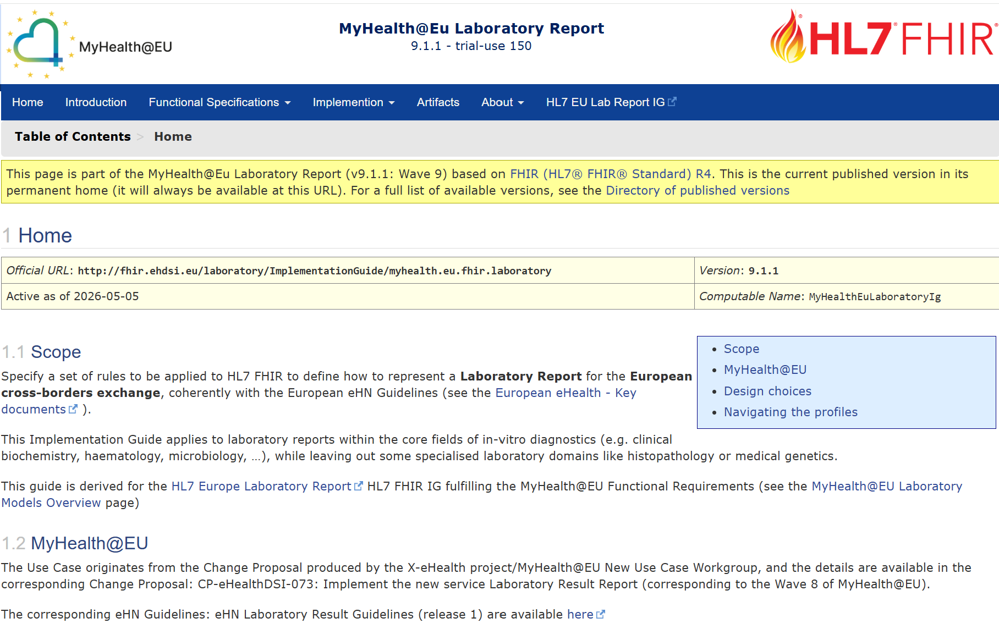 MyHealth@EU
MyHealth@Eu Laboratory Report
9.1.1 - trial-use 150
HL7® FHIR®
Home Introduction Functional Specifications Implemention Artifacts About HL7 EU Lab Report IG
Table of Contents > Home
This page is part of the MyHealth@Eu Laboratory Report (v9.1.1: Wave 9) based on FHIR (HL7® FHIR® Standard) R4. This is the current published version in its
permanent home (it will always be available at this URL). For a full list of available versions, see the Directory of published versions
1 Home
Official URL: http://fhir.ehdsi.eu/laboratory/ImplementationGuide/myhealth.eu.fhir.laboratory Version: 9.1.1
Active as of 2026-05-05 Computable Name: MyHealthEuLaboratoryIg
1.1 Scope
Specify a set of rules to be applied to HL7 FHIR to define how to represent a Laboratory Report for the European
cross-borders exchange, coherently with the European eHN Guidelines (see the European eHealth - Key
documents ).
• Scope
• MyHealth@EU
• Design choices
• Navigating the profiles
This Implementation Guide applies to laboratory reports within the core fields of in-vitro diagnostics (e.g. clinical
biochemistry, haematology, microbiology, …), while leaving out some specialised laboratory domains like histopathology or medical genetics.
This guide is derived for the HL7 Europe Laboratory Report HL7 FHIR IG fulfilling the MyHealth@EU Functional Requirements (see the MyHealth@EU Laboratory
Models Overview page)
1.2 MyHealth@EU
The Use Case originates from the Change Proposal produced by the X-eHealth project/MyHealth@EU New Use Case Workgroup, and the details are available in the
corresponding Change Proposal: CP-eHealthDSI-073: Implement the new service Laboratory Result Report (corresponding to the Wave 8 of MyHealth@EU).
The corresponding eHN Guidelines: eHN Laboratory Result Guidelines (release 1) are available here